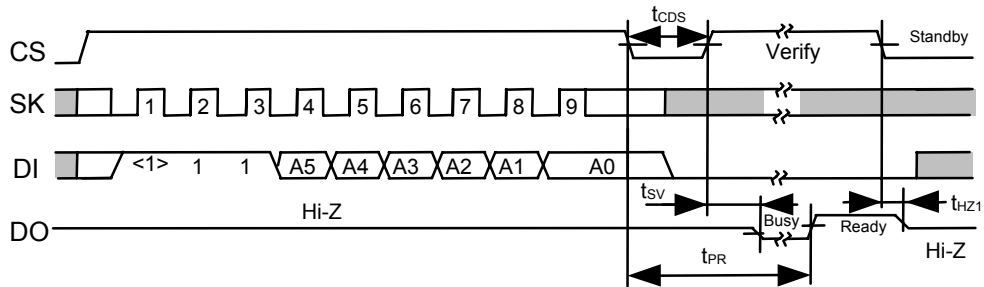 tCDS
CS
Verify
Standby
SK
1 2 3 4 5 6 7 8 9
DI
<1> 1 1 A5 A4 A3 A2 A1 A0
tSV
Hi-Z
Busy
Ready
tHZ1
DO
tPR
Hi-Z